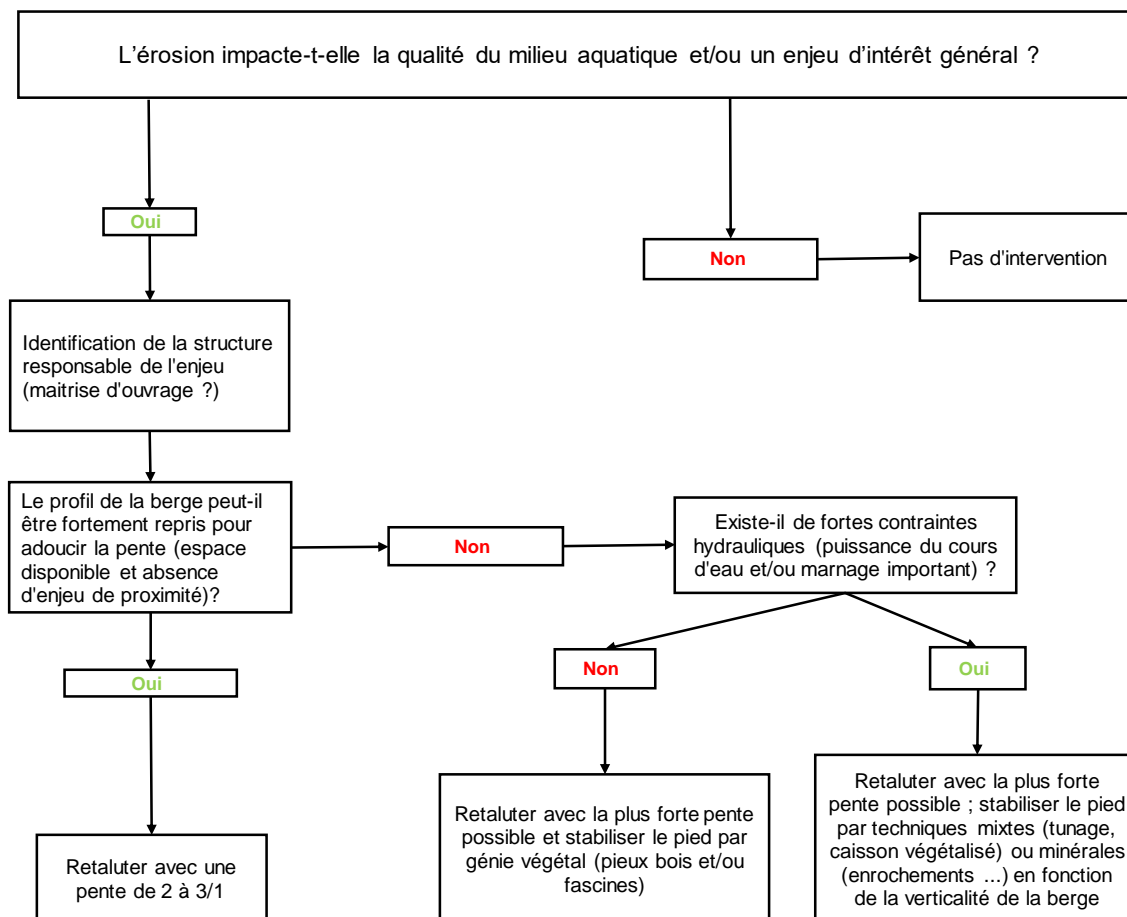 L'érosion impacte-t-elle la qualité du milieu aquatique et/ou un enjeu d'intérêt général ?
Oui
Non
Pas d'intervention
Identification de la structure
responsable de l'enjeu
(maitrise d'ouvrage ?)
Le profil de la berge peut-il
être fortement repris pour
adoucir la pente (espace
disponible et absence
d'enjeu de proximité)?
Non
Existe-il de fortes contraintes
hydrauliques (puissance du cours
d'eau et/ou marnage important) ?
Oui
Non
Oui
Retaluter avec une
pente de 2 à 3/1
Retaluter avec la plus forte pente
possible et stabiliser le pied par
génie végétal (pieux bois et/ou
fascines)
Retaluter avec la plus forte
pente possible ; stabiliser le pied
par techniques mixtes (tunage,
caisson végétalisé) ou minérales
(enrochements ...) en fonction
de la verticalité de la berge